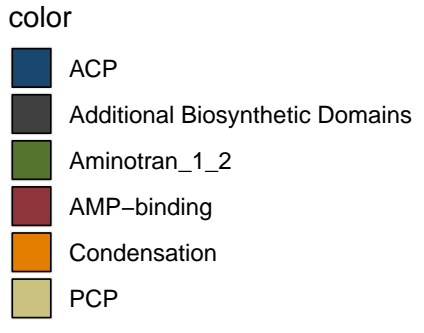 color
ACP
Additional Biosynthetic Domains
Aminotran_1_2
AMP−binding
Condensation
PCP